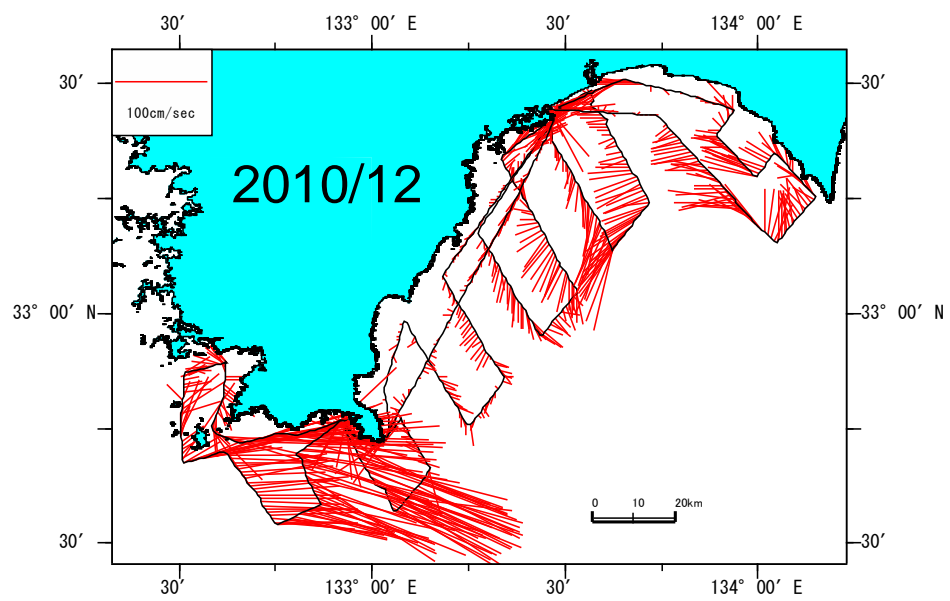 30′ 133° 00′ E 30′ 134° 00′ E
30′ 30′
100cm/sec
2010/12
33° 00′ N 33° 00′ N
0 10 20km
30′ 30′
30′ 133° 00′ E 30′ 134° 00′ E